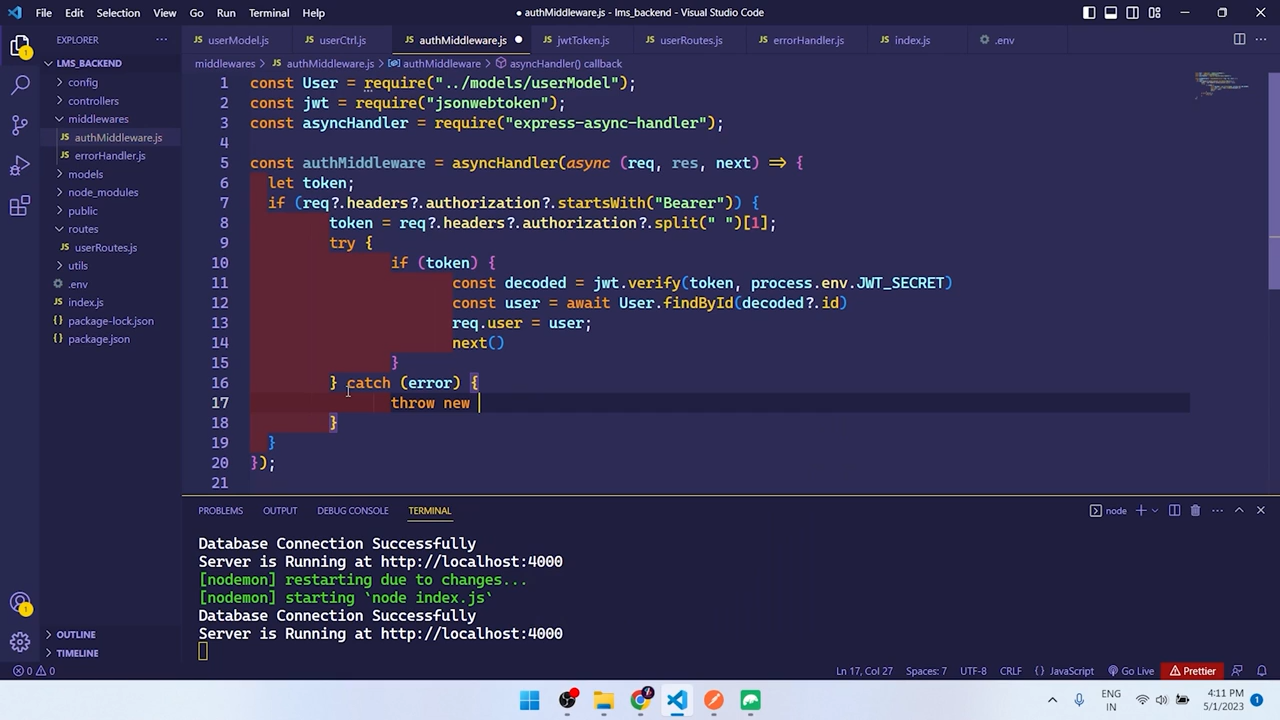 File Edit Selection View Go Run Terminal Help
● authMiddleware.js - lms_backend - Visual Studio Code
EXPLORER ···
userModel.js userCtrl.js authMiddleware.js ● jwtToken.js userRoutes.js errorHandler.js index.js .env
LMS_BACKEND
config
controllers
middlewares
authMiddleware.js
errorHandler.js
models
node_modules
public
routes
userRoutes.js
utils
.env
index.js
package-lock.json
package.json
OUTLINE
TIMELINE
middlewares > authMiddleware.js > authMiddleware > asyncHandler() callback
1 const User = require("../models/userModel");
2 const jwt = require("jsonwebtoken");
3 const asyncHandler = require("express-async-handler");
4
5 const authMiddleware = asyncHandler(async (req, res, next) => {
6 let token;
7 if (req?.headers?.authorization?.startsWith("Bearer")) {
8 token = req?.headers?.authorization?.split(" ")[1];
9 try {
10 if (token) {
11 const decoded = jwt.verify(token, process.env.JWT_SECRET)
12 const user = await User.findById(decoded?.id)
13 req.user = user;
14 next()
15 }
16 } catch (error) {
17 throw new
18 }
19 }
20 });
21
PROBLEMS OUTPUT DEBUG CONSOLE TERMINAL
node
Database Connection Successfully
Server is Running at http://localhost:4000
[nodemon] restarting due to changes...
[nodemon] starting `node index.js`
Database Connection Successfully
Server is Running at http://localhost:4000
0 0 Ln 17, Col 27 Spaces: 7 UTF-8 CRLF { } JavaScript Go Live Prettier
ENG
IN
4:11 PM
5/1/2023